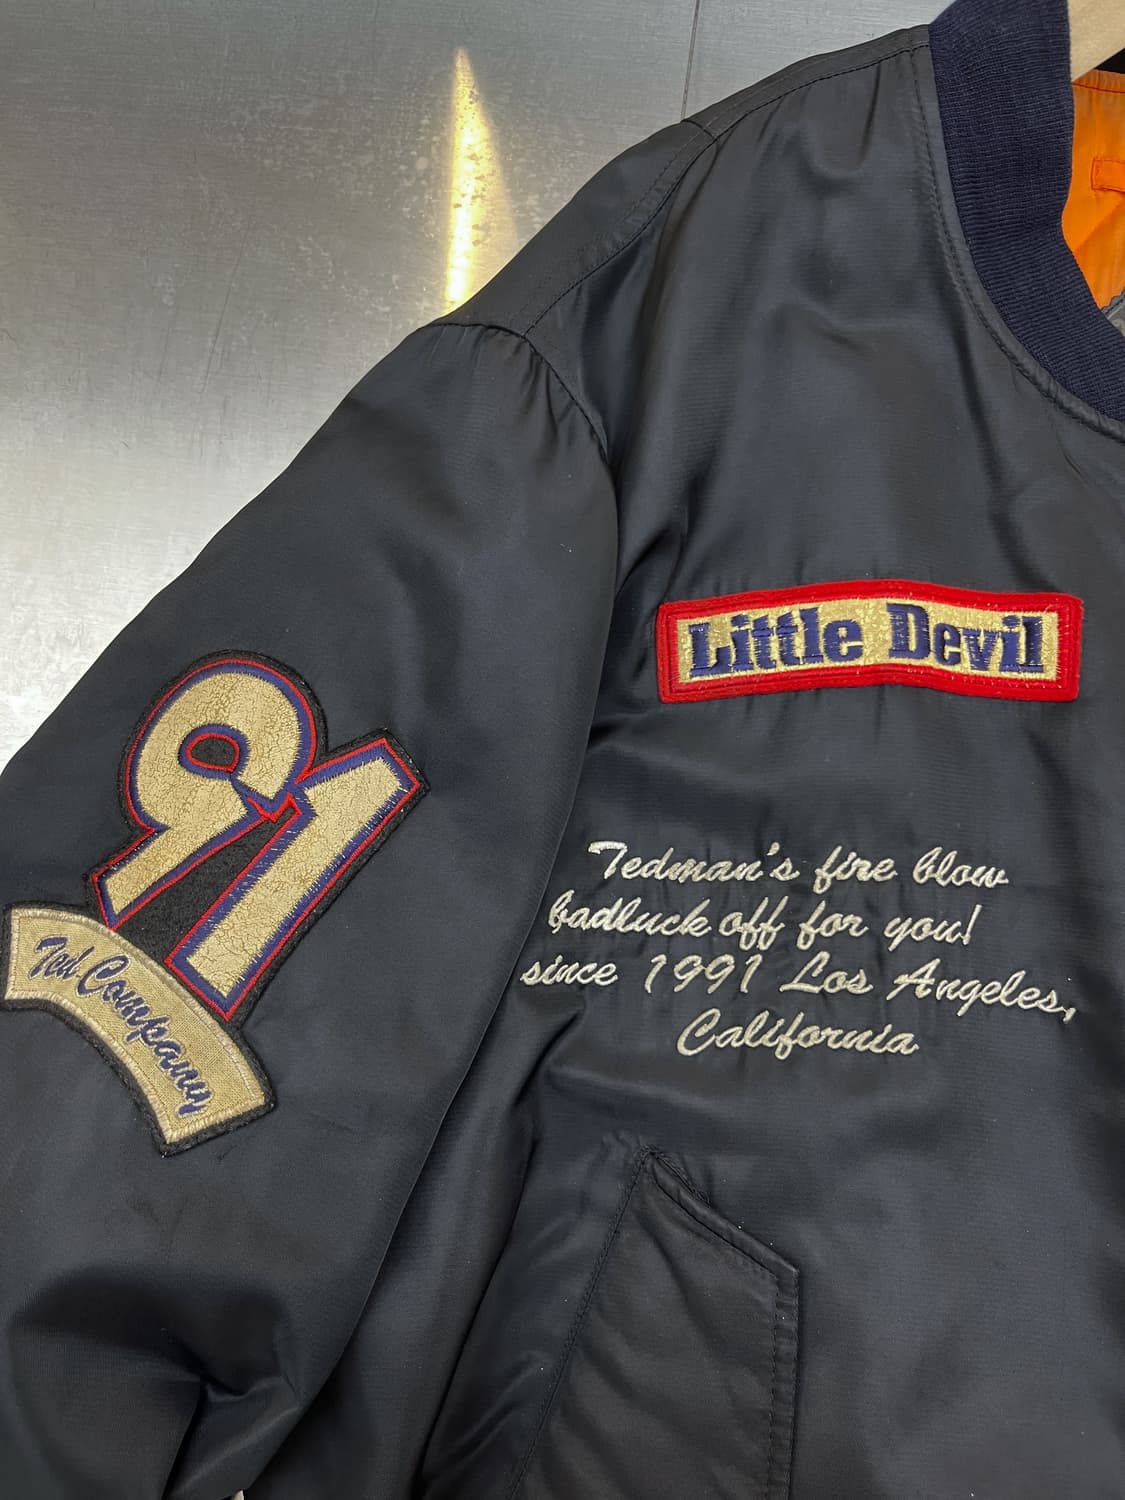 Little Devil
91
Ted Company
Tedman's fire blow
badluck off for you!
since 1991 Los Angeles,
California